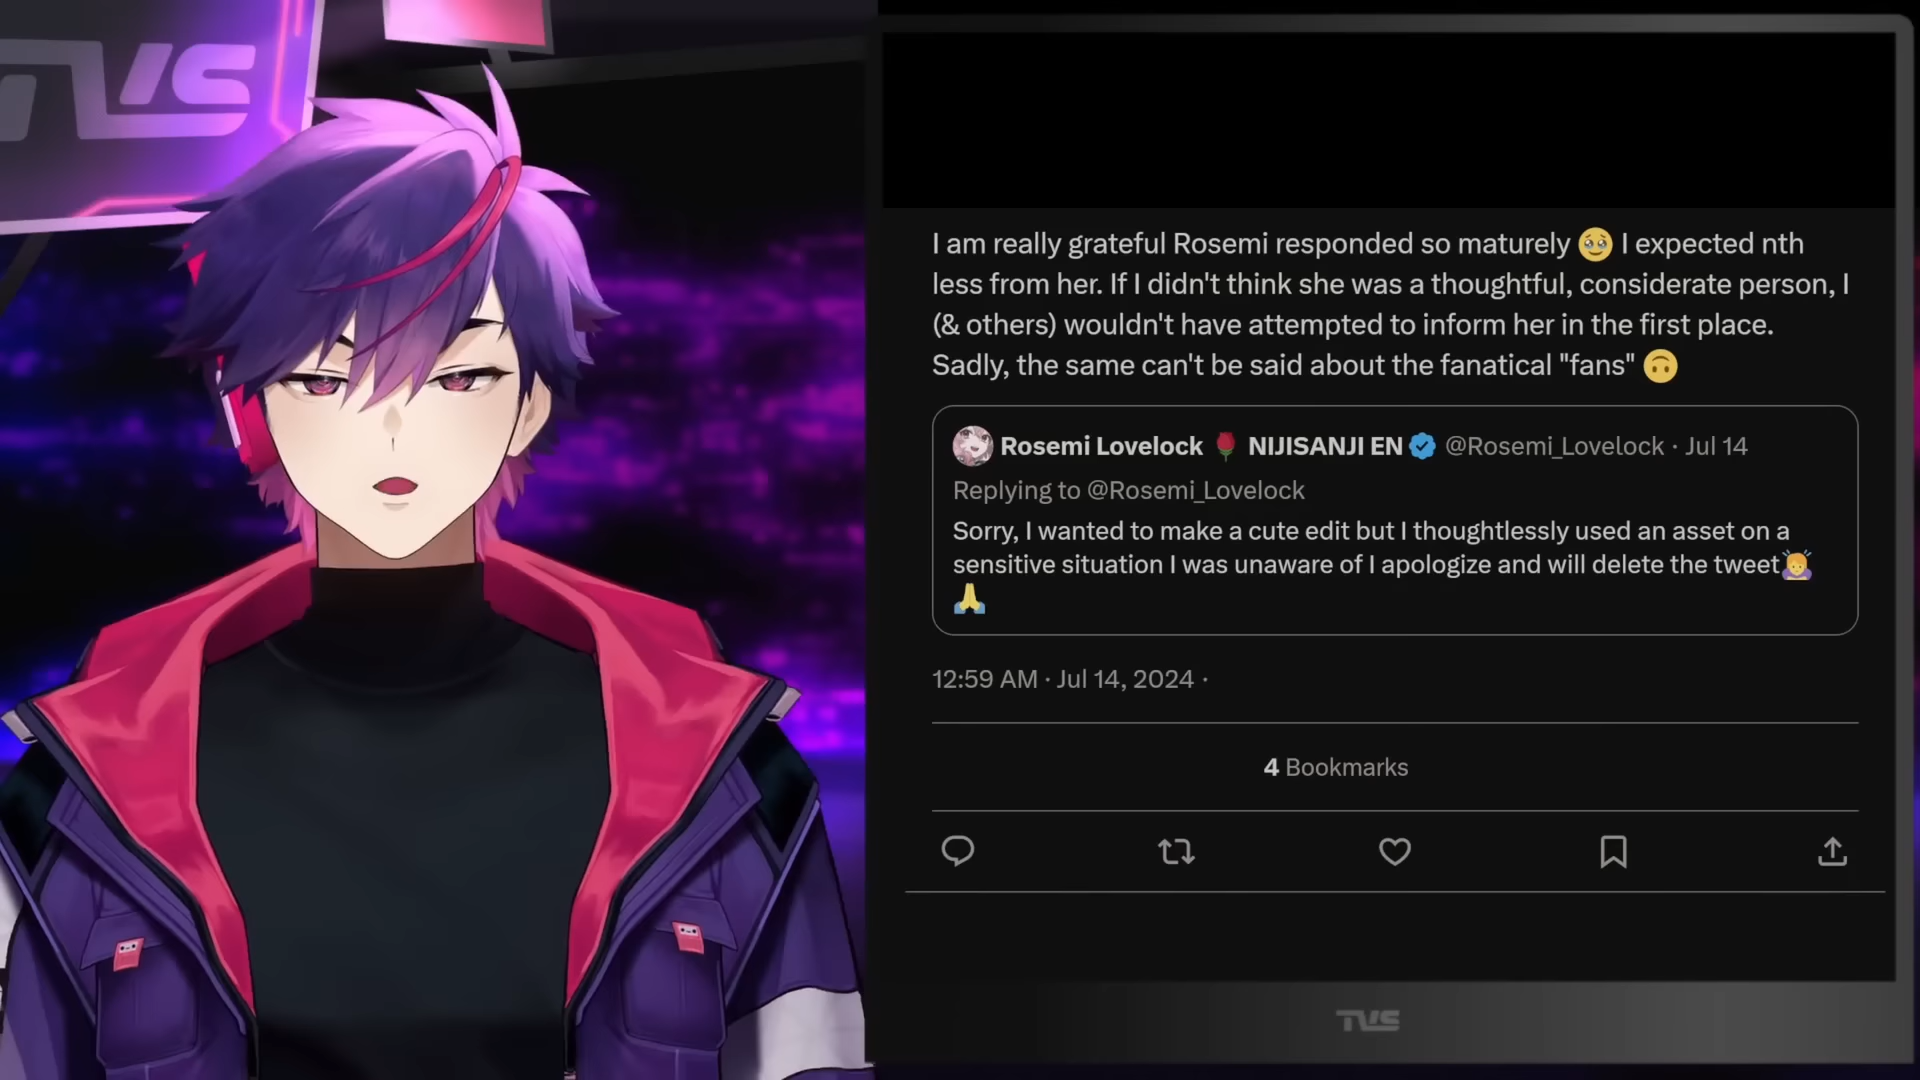 TVS
I am really grateful Rosemi responded so maturely 🥹 I expected nth
less from her. If I didn't think she was a thoughtful, considerate person, I
(& others) wouldn't have attempted to inform her in the first place.
Sadly, the same can't be said about the fanatical "fans" 🙃
Rosemi Lovelock 🌹 NIJISANJI EN @Rosemi_Lovelock · Jul 14
Replying to @Rosemi_Lovelock
Sorry, I wanted to make a cute edit but I thoughtlessly used an asset on a
sensitive situation I was unaware of I apologize and will delete the tweet🙇
🙏
12:59 AM · Jul 14, 2024 ·
4 Bookmarks
TVS